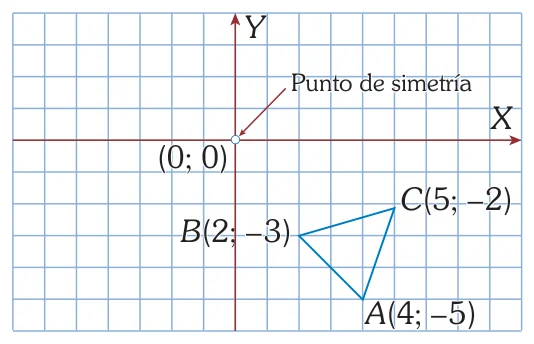 Y
Punto de simetría
X
(0; 0)
C(5; −2)
B(2; −3)
A(4; −5)